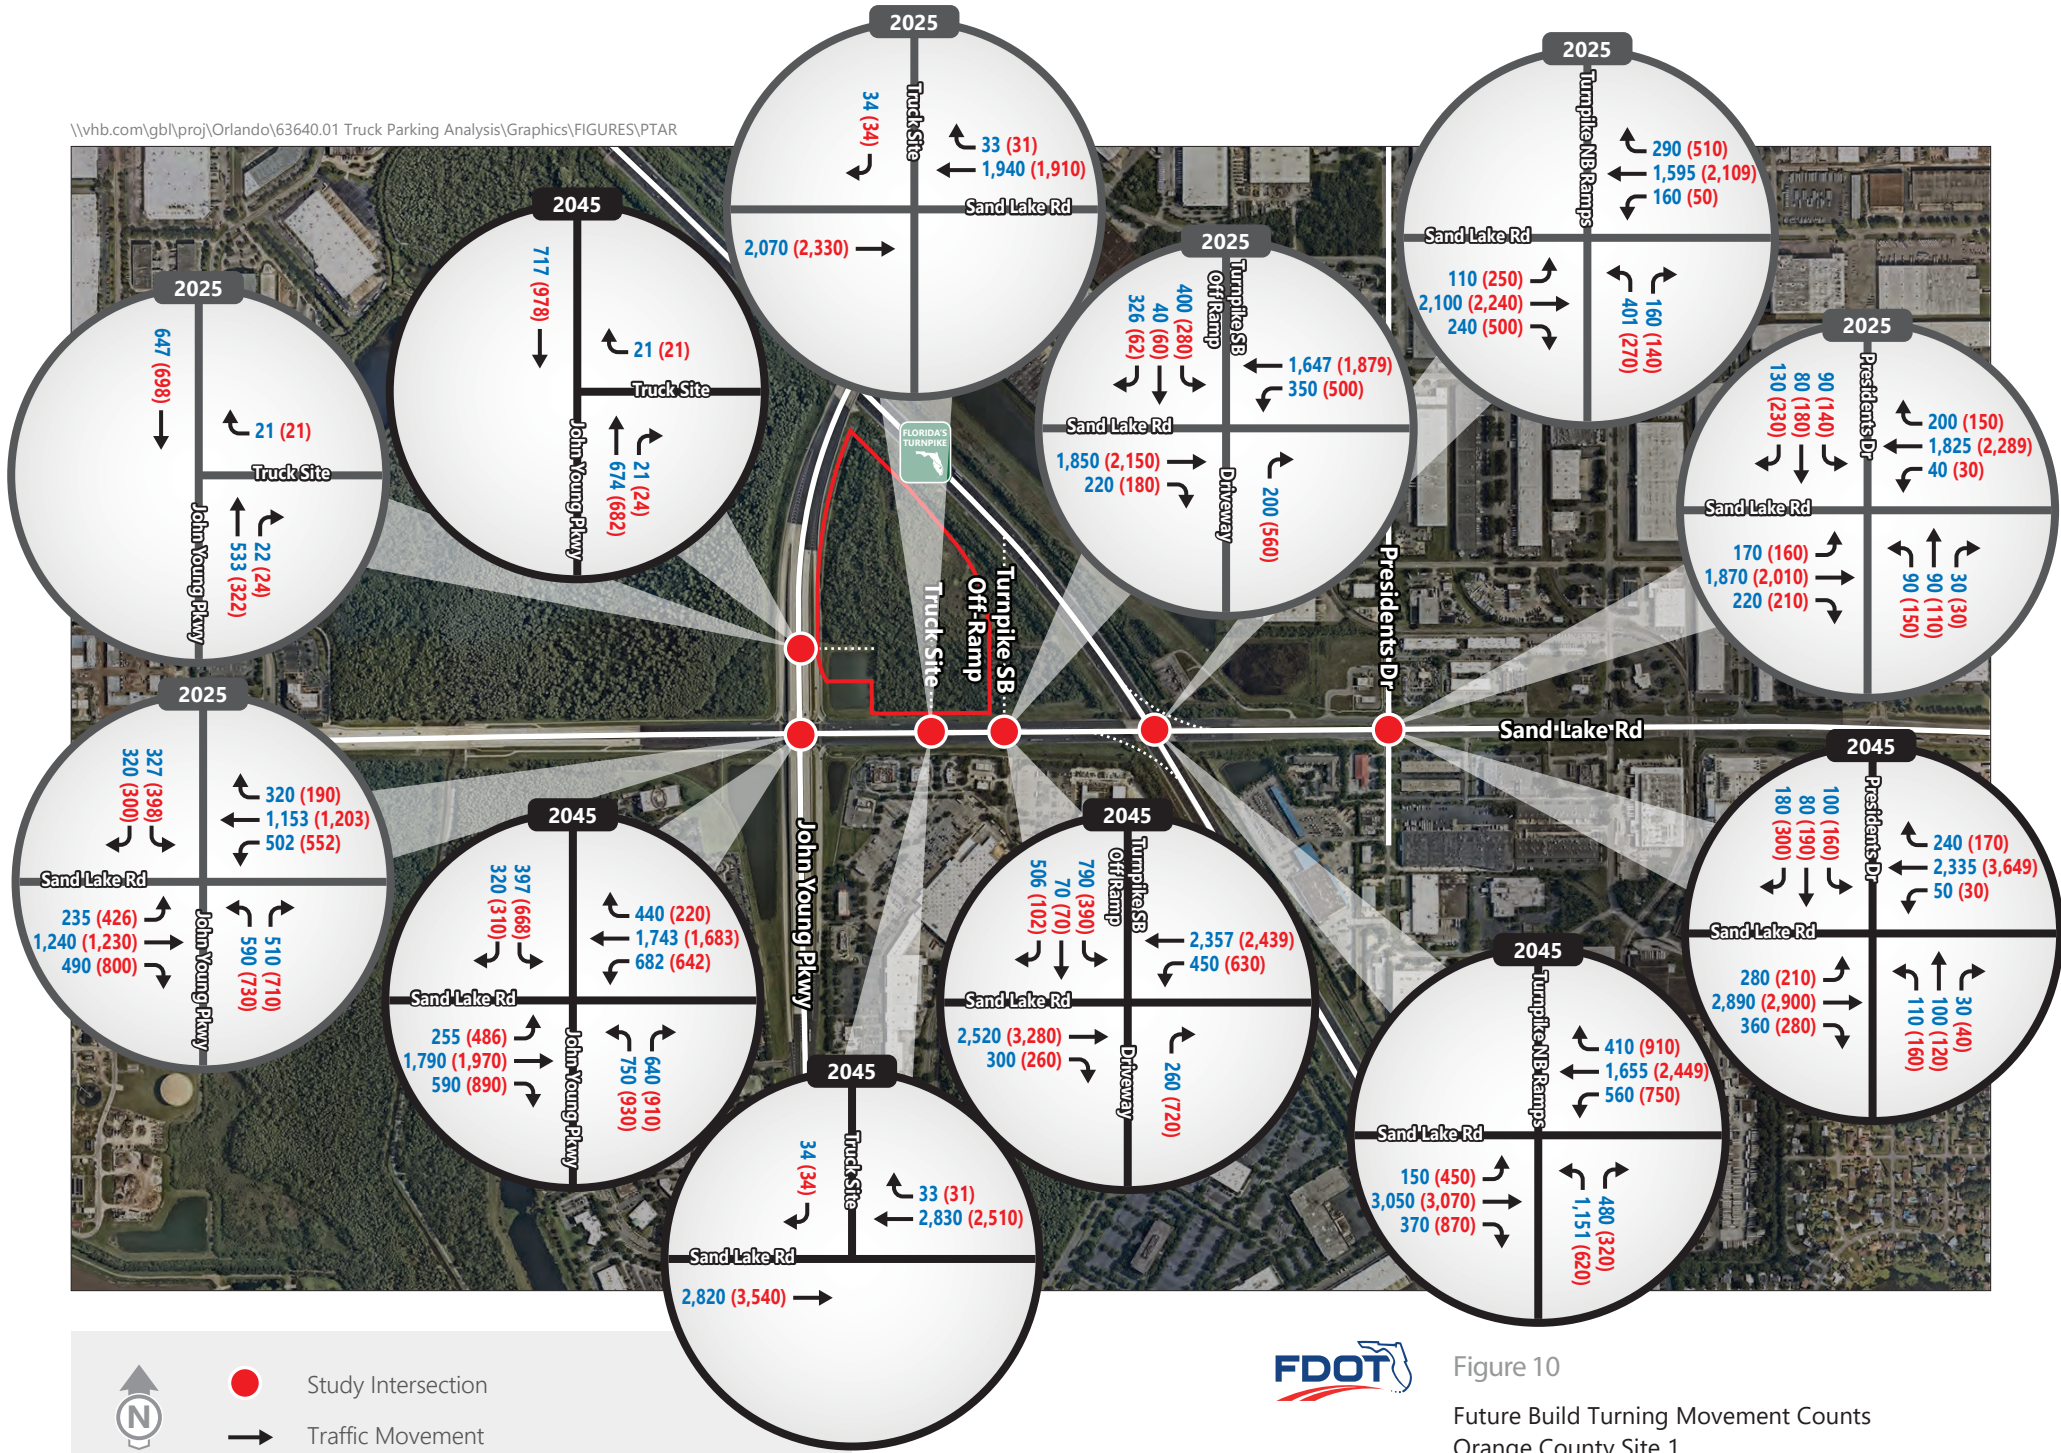 \\vhb.com\gbl\proj\Orlando\63640.01 Truck Parking Analysis\Graphics\FIGURES\PTAR
2025
Truck Site
34 (34)
33 (31)
1,940 (1,910)
Sand Lake Rd
2,070 (2,330)
2025
Turnpike NB Ramps
290 (510)
1,595 (2,109)
160 (50)
Sand Lake Rd
110 (250)
2,100 (2,240)
240 (500)
401 (270)
160 (140)
2045
717 (978)
21 (21)
Truck Site
John Young Pkwy
674 (682)
21 (24)
2025
Turnpike SB
Off Ramp
326 (62)
40 (60)
400 (280)
1,647 (1,879)
350 (500)
Sand Lake Rd
1,850 (2,150)
220 (180)
Driveway
200 (560)
2025
647 (698)
21 (21)
Truck Site
John Young Pkwy
533 (322)
22 (24)
2025
Presidents Dr
130 (230)
80 (180)
90 (140)
200 (150)
1,825 (2,289)
40 (30)
Sand Lake Rd
170 (160)
1,870 (2,010)
220 (210)
90 (150)
90 (110)
30 (30)
FLORIDA'S
TURNPIKE
Truck Site
Turnpike SB
Off-Ramp
Presidents Dr
Sand Lake Rd
John Young Pkwy
2025
320 (300)
327 (398)
320 (190)
1,153 (1,203)
502 (552)
Sand Lake Rd
235 (426)
1,240 (1,230)
490 (800)
John Young Pkwy
590 (730)
510 (710)
2045
320 (310)
397 (668)
440 (220)
1,743 (1,683)
682 (642)
Sand Lake Rd
255 (486)
1,790 (1,970)
590 (890)
John Young Pkwy
750 (930)
640 (910)
2045
Turnpike SB
Off Ramp
506 (102)
70 (70)
790 (390)
2,357 (2,439)
450 (630)
Sand Lake Rd
2,520 (3,280)
300 (260)
Driveway
260 (720)
2045
Presidents Dr
180 (300)
80 (190)
100 (160)
240 (170)
2,335 (3,649)
50 (30)
Sand Lake Rd
280 (210)
2,890 (2,900)
360 (280)
110 (160)
100 (120)
30 (40)
2045
Turnpike NB Ramps
410 (910)
1,655 (2,449)
560 (750)
Sand Lake Rd
150 (450)
3,050 (3,070)
370 (870)
1,151 (620)
480 (320)
2045
Truck Site
34 (34)
33 (31)
2,830 (2,510)
Sand Lake Rd
2,820 (3,540)
N
Study Intersection
Traffic Movement
FDOT
Figure 10
Future Build Turning Movement Counts
Orange County Site 1